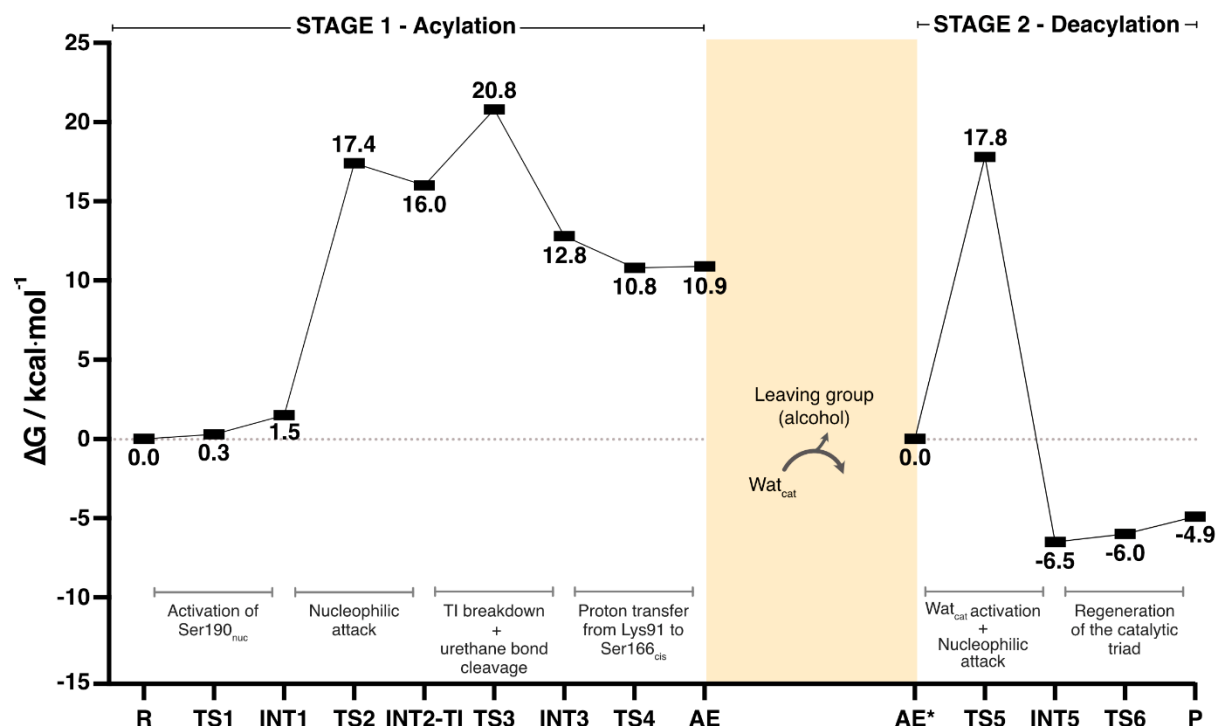 STAGE 1 - Acylation
STAGE 2 - Deacylation
ΔG / kcal·mol⁻¹
25
20
15
10
5
0
-5
-10
-15
0.0
0.3
1.5
17.4
16.0
20.8
12.8
10.8
10.9
0.0
17.8
-6.5
-6.0
-4.9
Leaving group
(alcohol)
Wat_cat
Activation of
Ser190_nuc
Nucleophilic
attack
TI breakdown
+
urethane bond
cleavage
Proton transfer
from Lys91 to
Ser166_cis
Wat_cat activation
+
Nucleophilic
attack
Regeneration
of the catalytic
triad
R TS1 INT1 TS2 INT2-TI TS3 INT3 TS4 AE AE* TS5 INT5 TS6 P